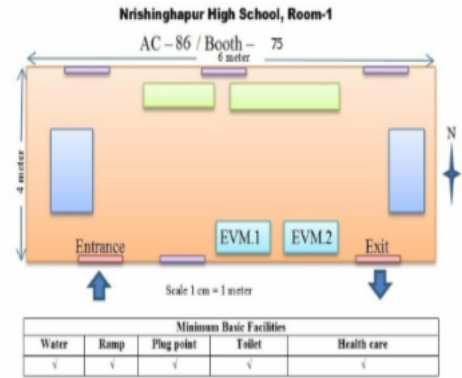 Nrishinghapur High School, Room-1
AC – 86 / Booth – 75
6 meter
4 meter
N
EVM.1 EVM.2
Entrance Exit
Scale 1 cm = 1 meter
Minimum Basic Facilities
Water Ramp Plug point Toilet Health care
√ √ √ √ √